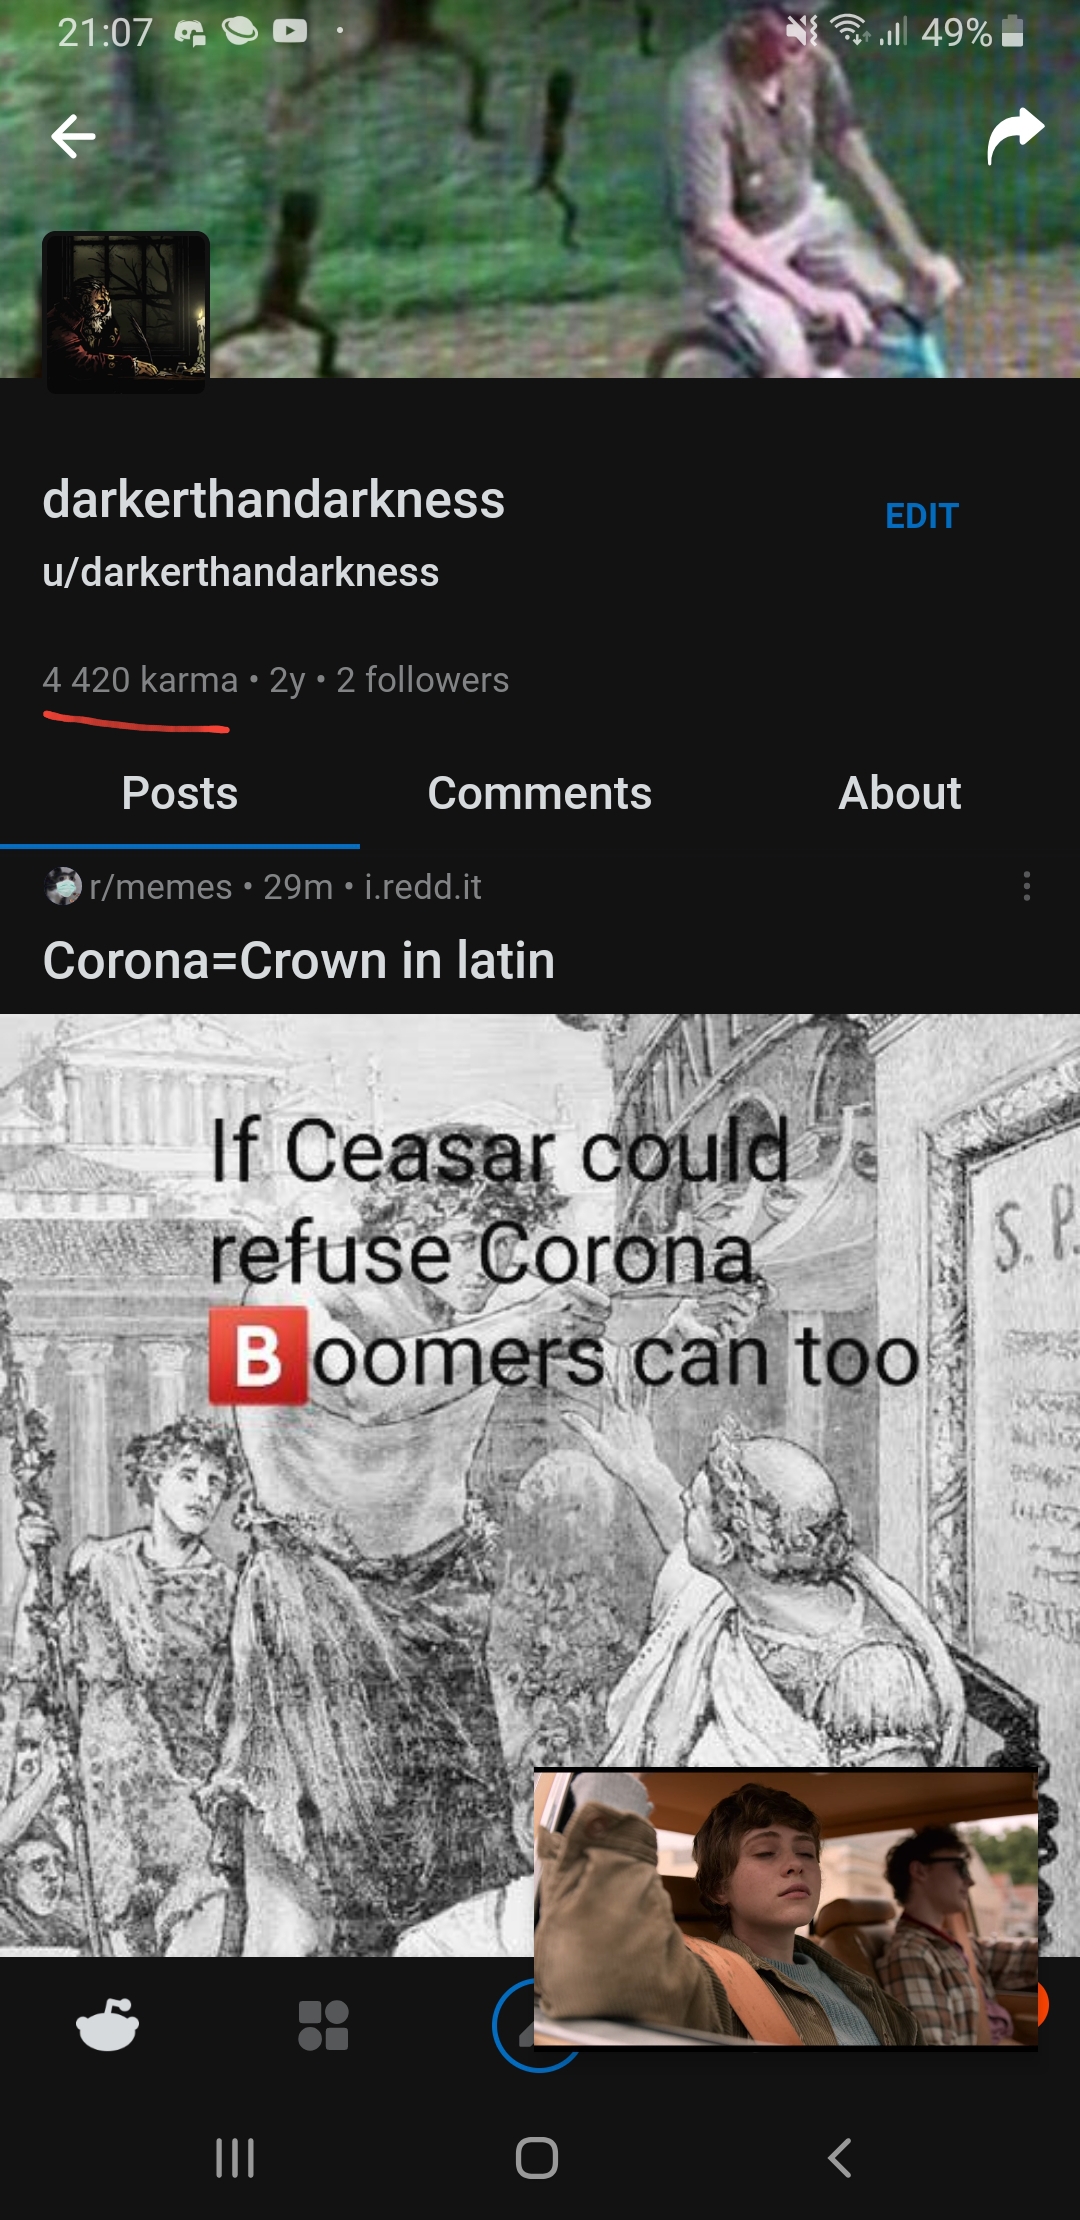 21:07
49%
darkerthandarkness
EDIT
u/darkerthandarkness
4 420 karma • 2y • 2 followers
Posts
Comments
About
r/memes • 29m • i.redd.it
Corona=Crown in latin
If Ceasar could
refuse Corona
🅱oomers can too
S. P.